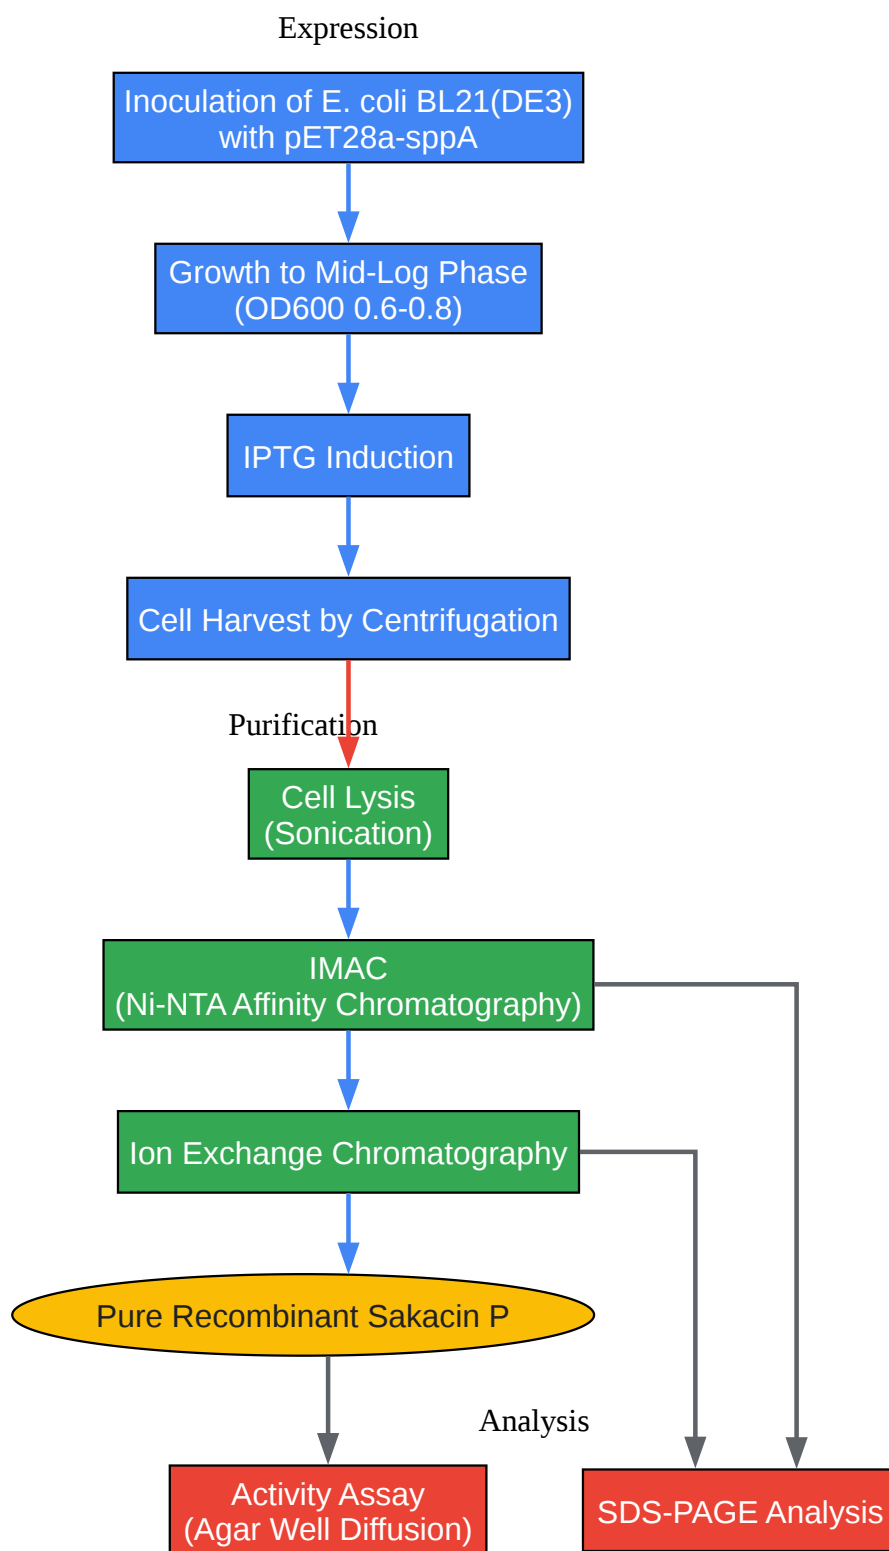 Expression
Inoculation of E. coli BL21(DE3)
with pET28a-sppA
Growth to Mid-Log Phase
(OD600 0.6-0.8)
IPTG Induction
Cell Harvest by Centrifugation
Purification
Cell Lysis
(Sonication)
IMAC
(Ni-NTA Affinity Chromatography)
Ion Exchange Chromatography
Pure Recombinant Sakacin P
Analysis
Activity Assay
(Agar Well Diffusion)
SDS-PAGE Analysis